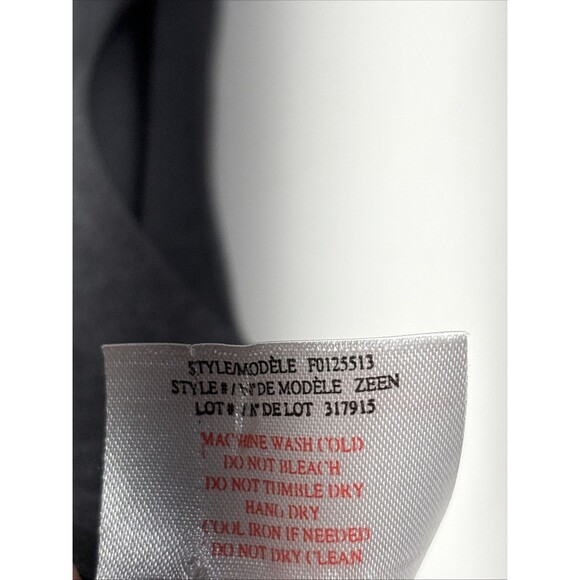 STYLE/MODÈLE F0125513
STYLE # / N° DE MODÈLE ZEEN
LOT # / N° DE LOT 317915
MACHINE WASH COLD
DO NOT BLEACH
DO NOT TUMBLE DRY
HANG DRY
COOL IRON IF NEEDED
DO NOT DRY CLEAN